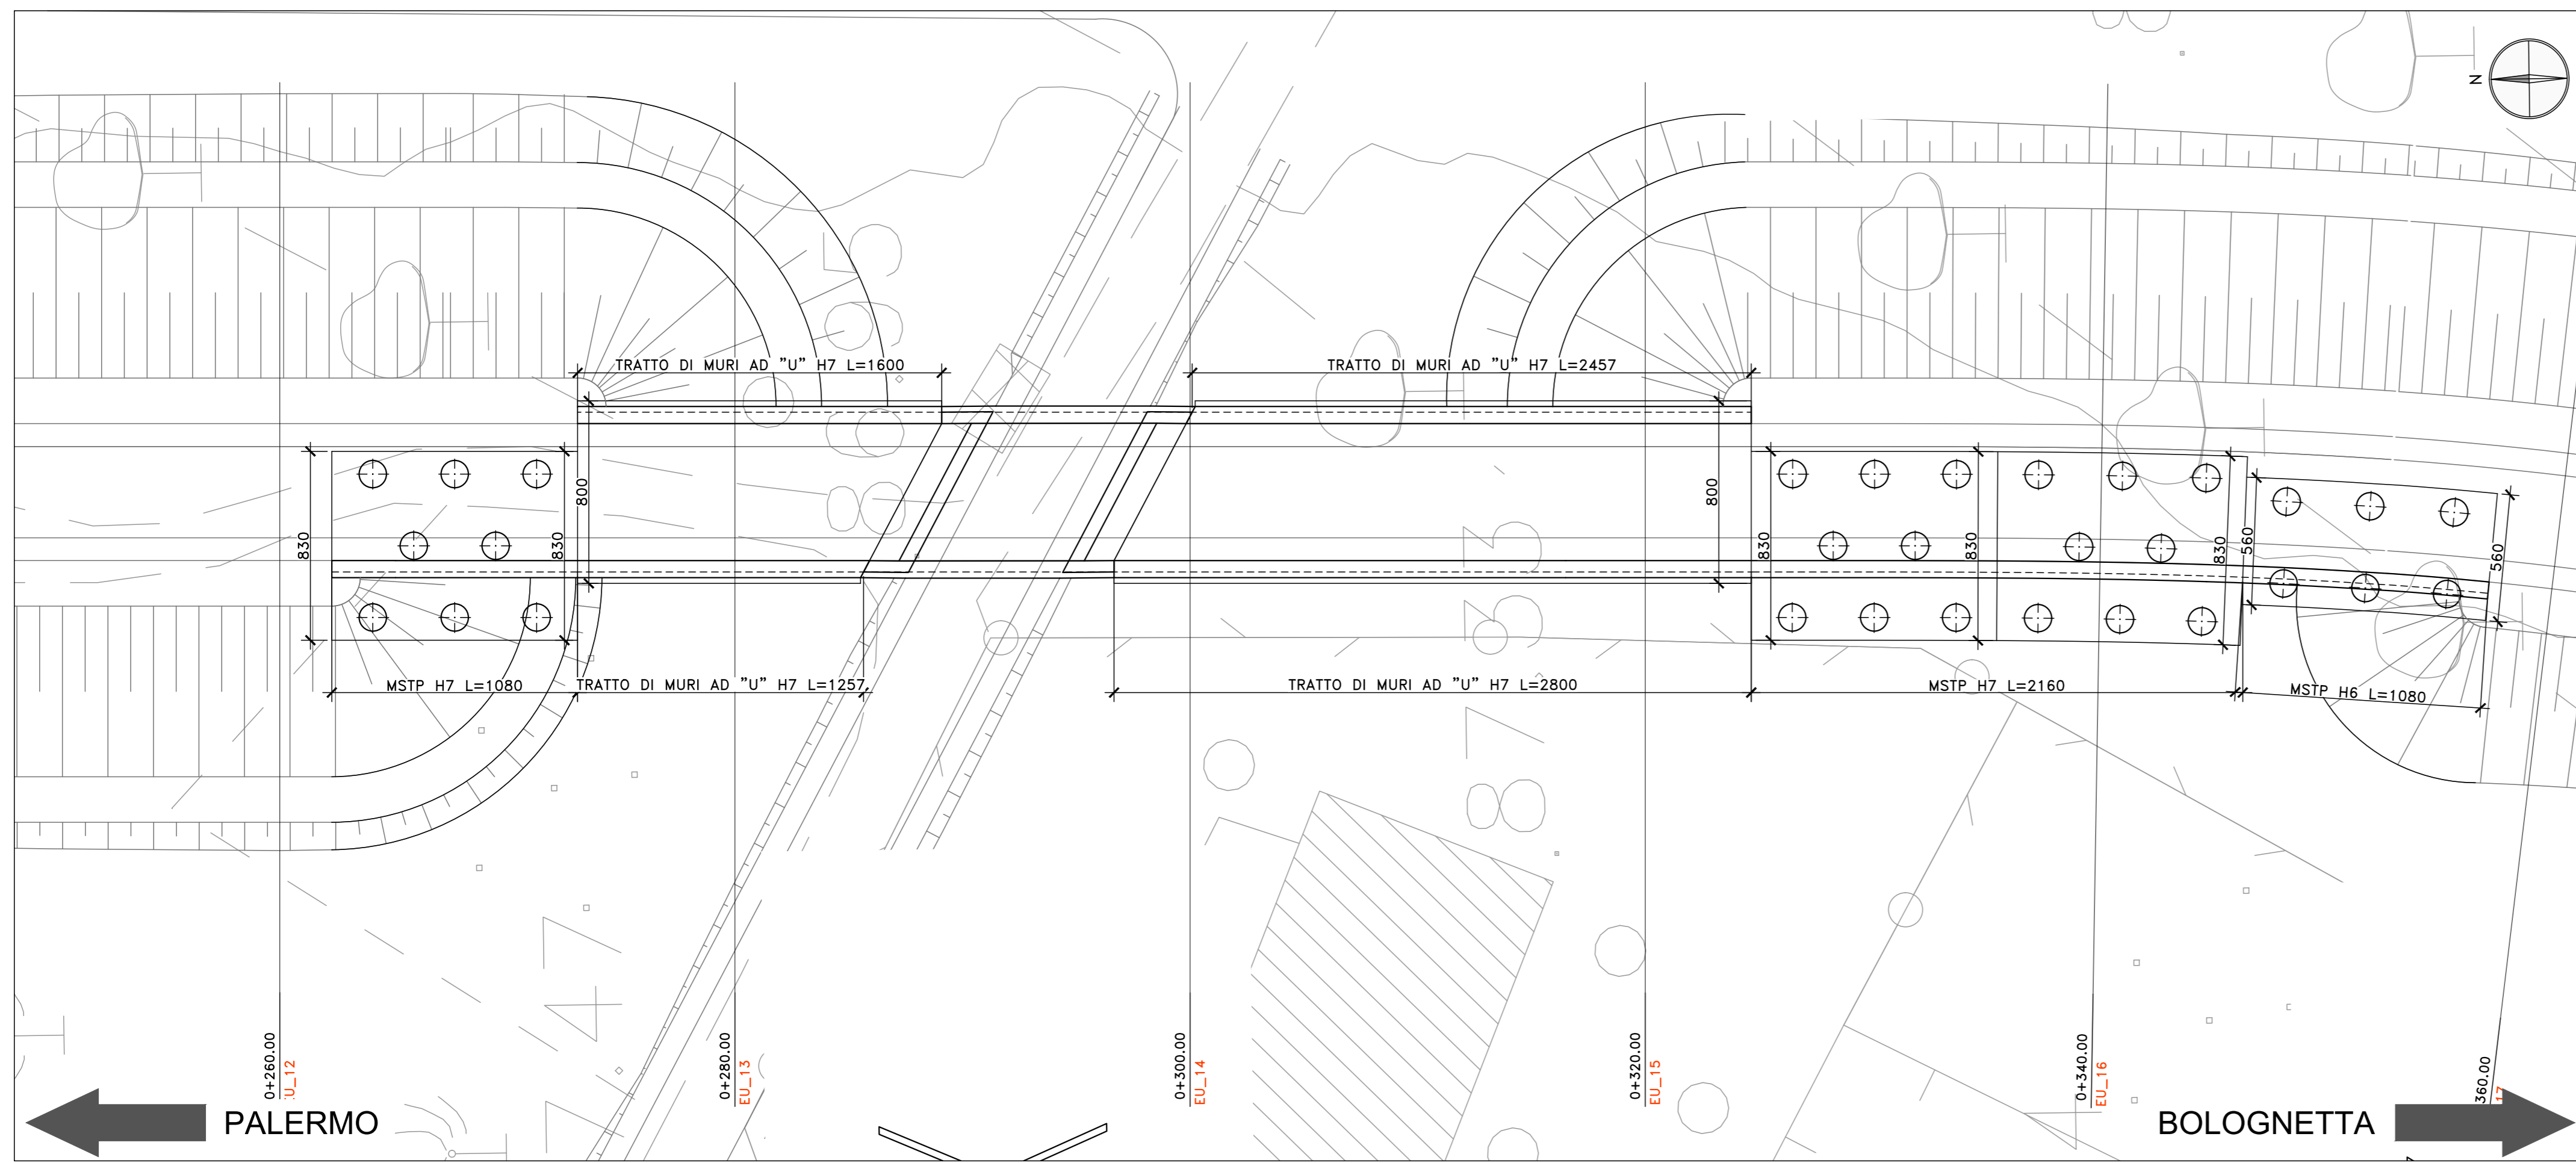 N
TRATTO DI MURI AD "U" H7 L=1600
TRATTO DI MURI AD "U" H7 L=2457
830
830
800
800
830
830
830
560
560
MSTP H7 L=1080
TRATTO DI MURI AD "U" H7 L=1257
TRATTO DI MURI AD "U" H7 L=2800
MSTP H7 L=2160
MSTP H6 L=1080
0+260.00
EU_12
0+280.00
EU_13
0+300.00
EU_14
0+320.00
EU_15
0+340.00
EU_16
360.00
17
PALERMO
BOLOGNETTA